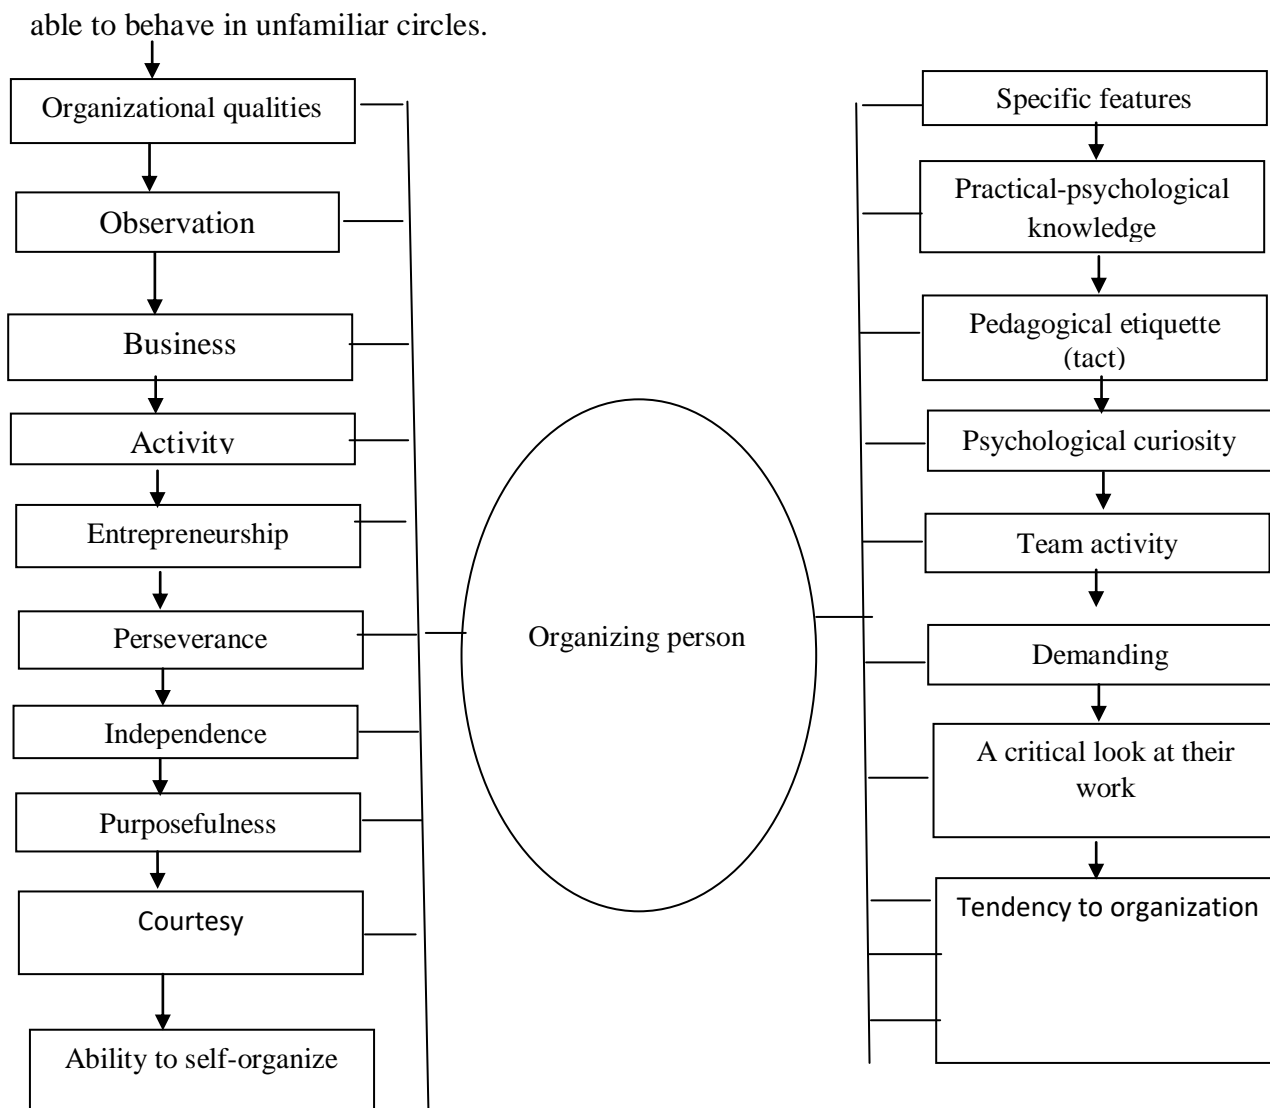 able to behave in unfamiliar circles.
Organizational qualities
Observation
Business
Activity
Entrepreneurship
Perseverance
Independence
Purposefulness
Courtesy
Ability to self-organize
Organizing person
Specific features
Practical-psychological
knowledge
Pedagogical etiquette
(tact)
Psychological curiosity
Team activity
Demanding
A critical look at their
work
Tendency to organization